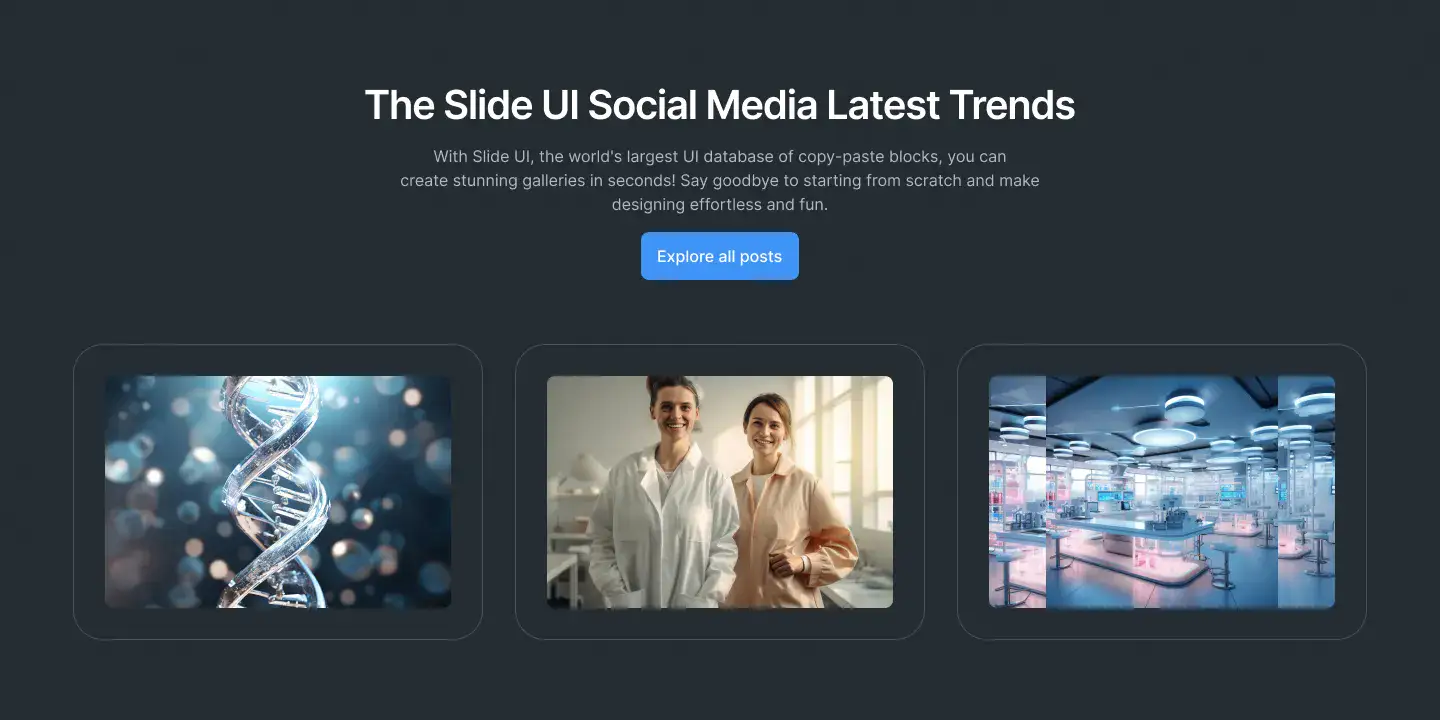 The Slide UI Social Media Latest Trends
With Slide UI, the world's largest UI database of copy-paste blocks, you can
create stunning galleries in seconds! Say goodbye to starting from scratch and make
designing effortless and fun.
Explore all posts